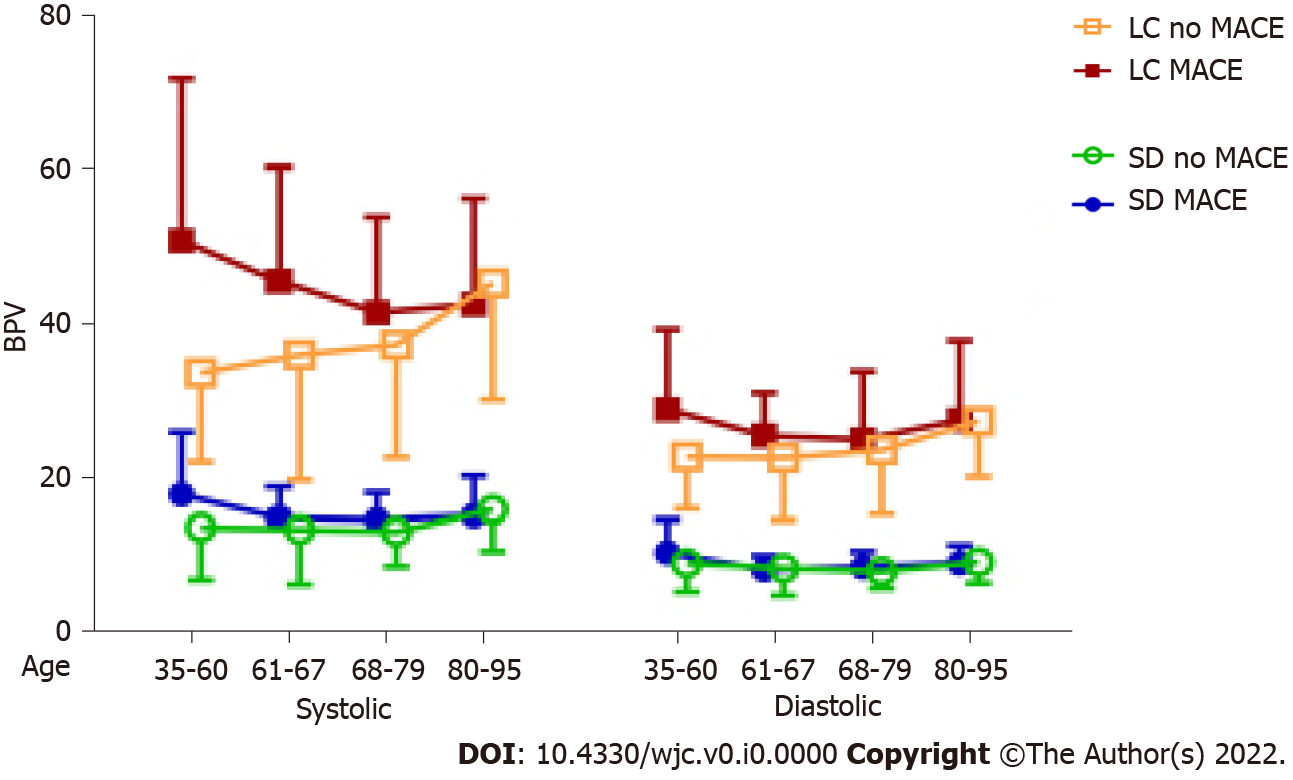 80
60
40
20
0
BPV
Age
35-60 61-67 68-79 80-95
35-60 61-67 68-79 80-95
Systolic
Diastolic
LC no MACE
LC MACE
SD no MACE
SD MACE
DOI: 10.4330/wjc.v0.i0.0000 Copyright ©The Author(s) 2022.